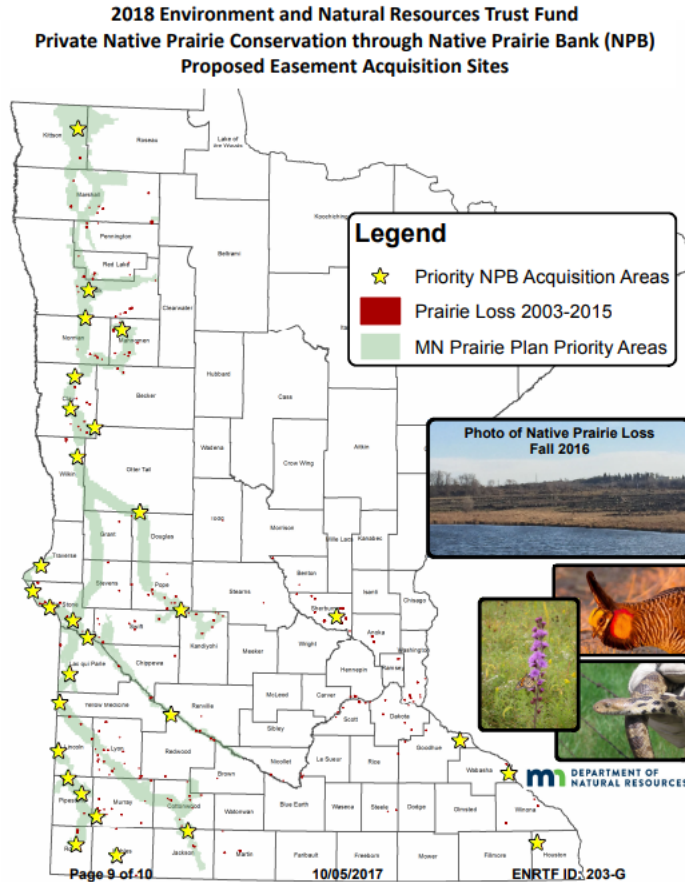 2018 Environment and Natural Resources Trust Fund
Private Native Prairie Conservation through Native Prairie Bank (NPB)
Proposed Easement Acquisition Sites
Kittson
Roseau
Lake of
the Woods
Marshall
Koochiching
Pennington
Beltrami
Red Lake
Clearwater
Norman
Mahnomen
Hubbard
Becker
Cass
Clay
Wadena
Aitkin
Crow Wing
Otter Tail
Wilkin
Todd
Morrison
Mille Lacs
Kanabec
Grant
Douglas
Traverse
Benton
Stevens
Pope
Stearns
Isanti
Chisago
Sherburne
Stone
Swift
Anoka
Kandiyohi
Meeker
Wright
Washington
Chippewa
Hennepin
Ramsey
Lac qui Parle
McLeod
Carver
Renville
Yellow Medicine
Scott
Dakota
Sibley
Lincoln
Lyon
Redwood
Nicollet
Le Sueur
Rice
Goodhue
Wabasha
Brown
Murray
Cottonwood
Watonwan
Blue Earth
Waseca
Steele
Dodge
Olmsted
Winona
Jackson
Martin
Faribault
Freeborn
Mower
Fillmore
Houston
Legend
Priority NPB Acquisition Areas
Prairie Loss 2003-2015
MN Prairie Plan Priority Areas
Photo of Native Prairie Loss
Fall 2016
mn DEPARTMENT OF
NATURAL RESOURCES
Page 9 of 10 10/05/2017 ENRTF ID: 203-G